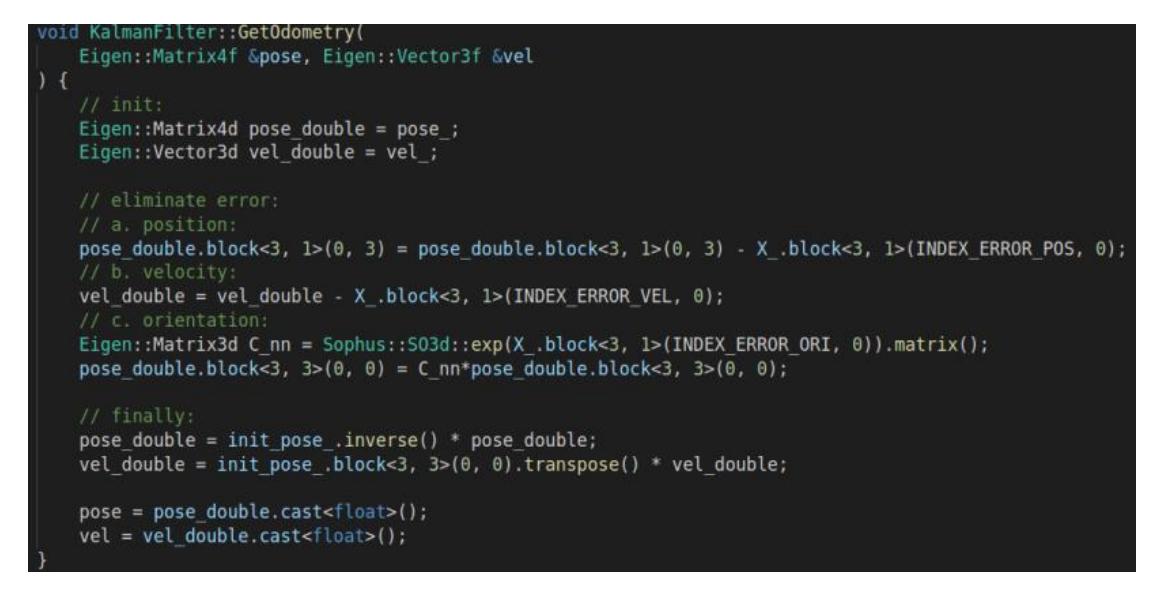 void KalmanFilter::GetOdometry(
    Eigen::Matrix4f &pose, Eigen::Vector3f &vel
) {
    // init:
    Eigen::Matrix4d pose_double = pose_;
    Eigen::Vector3d vel_double = vel_;

    // eliminate error:
    // a. position:
    pose_double.block<3, 1>(0, 3) = pose_double.block<3, 1>(0, 3) - X_.block<3, 1>(INDEX_ERROR_POS, 0);
    // b. velocity:
    vel_double = vel_double - X_.block<3, 1>(INDEX_ERROR_VEL, 0);
    // c. orientation:
    Eigen::Matrix3d C_nn = Sophus::SO3d::exp(X_.block<3, 1>(INDEX_ERROR_ORI, 0)).matrix();
    pose_double.block<3, 3>(0, 0) = C_nn*pose_double.block<3, 3>(0, 0);

    // finally:
    pose_double = init_pose_.inverse() * pose_double;
    vel_double = init_pose_.block<3, 3>(0, 0).transpose() * vel_double;

    pose = pose_double.cast<float>();
    vel = vel_double.cast<float>();
}